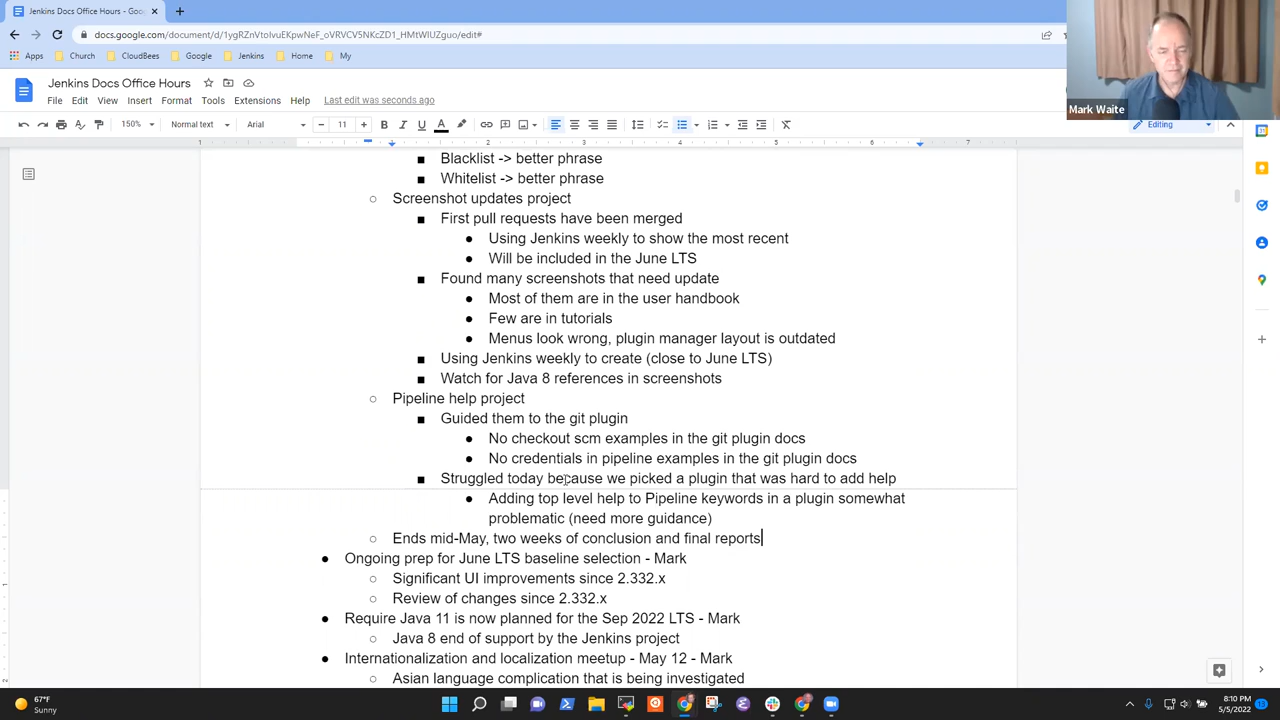 Jenkins Docs Office Hours
docs.google.com/document/d/1ygRZnVtoIvuEKpwNeF_oVRVCV5NKcZD1_HMtWIUZguo/edit#
Apps Church CloudBees Google Jenkins Home My
Mark Waite
Jenkins Docs Office Hours
File Edit View Insert Format Tools Extensions Help Last edit was seconds ago
150% Normal text Arial 11 Editing
1 1 2 3 4 5 6 7
Blacklist -> better phrase
Whitelist -> better phrase
Screenshot updates project
First pull requests have been merged
Using Jenkins weekly to show the most recent
Will be included in the June LTS
Found many screenshots that need update
Most of them are in the user handbook
Few are in tutorials
Menus look wrong, plugin manager layout is outdated
Using Jenkins weekly to create (close to June LTS)
Watch for Java 8 references in screenshots
Pipeline help project
Guided them to the git plugin
No checkout scm examples in the git plugin docs
No credentials in pipeline examples in the git plugin docs
Struggled today because we picked a plugin that was hard to add help
Adding top level help to Pipeline keywords in a plugin somewhat
problematic (need more guidance)
Ends mid-May, two weeks of conclusion and final reports
Ongoing prep for June LTS baseline selection - Mark
Significant UI improvements since 2.332.x
Review of changes since 2.332.x
Require Java 11 is now planned for the Sep 2022 LTS - Mark
Java 8 end of support by the Jenkins project
Internationalization and localization meetup - May 12 - Mark
Asian language complication that is being investigated
67°F
Sunny
8:10 PM
5/5/2022